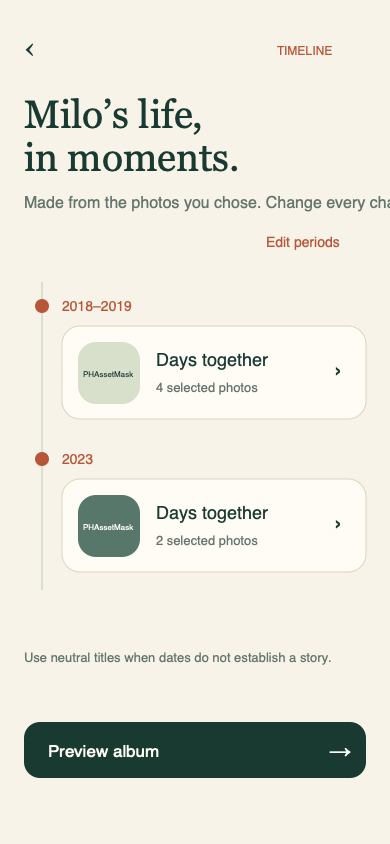 TIMELINE
Milo’s life,
in moments.
Made from the photos you chose. Change every cha
Edit periods
2018–2019
PHAssetMask
Days together
4 selected photos
2023
PHAssetMask
Days together
2 selected photos
Use neutral titles when dates do not establish a story.
Preview album